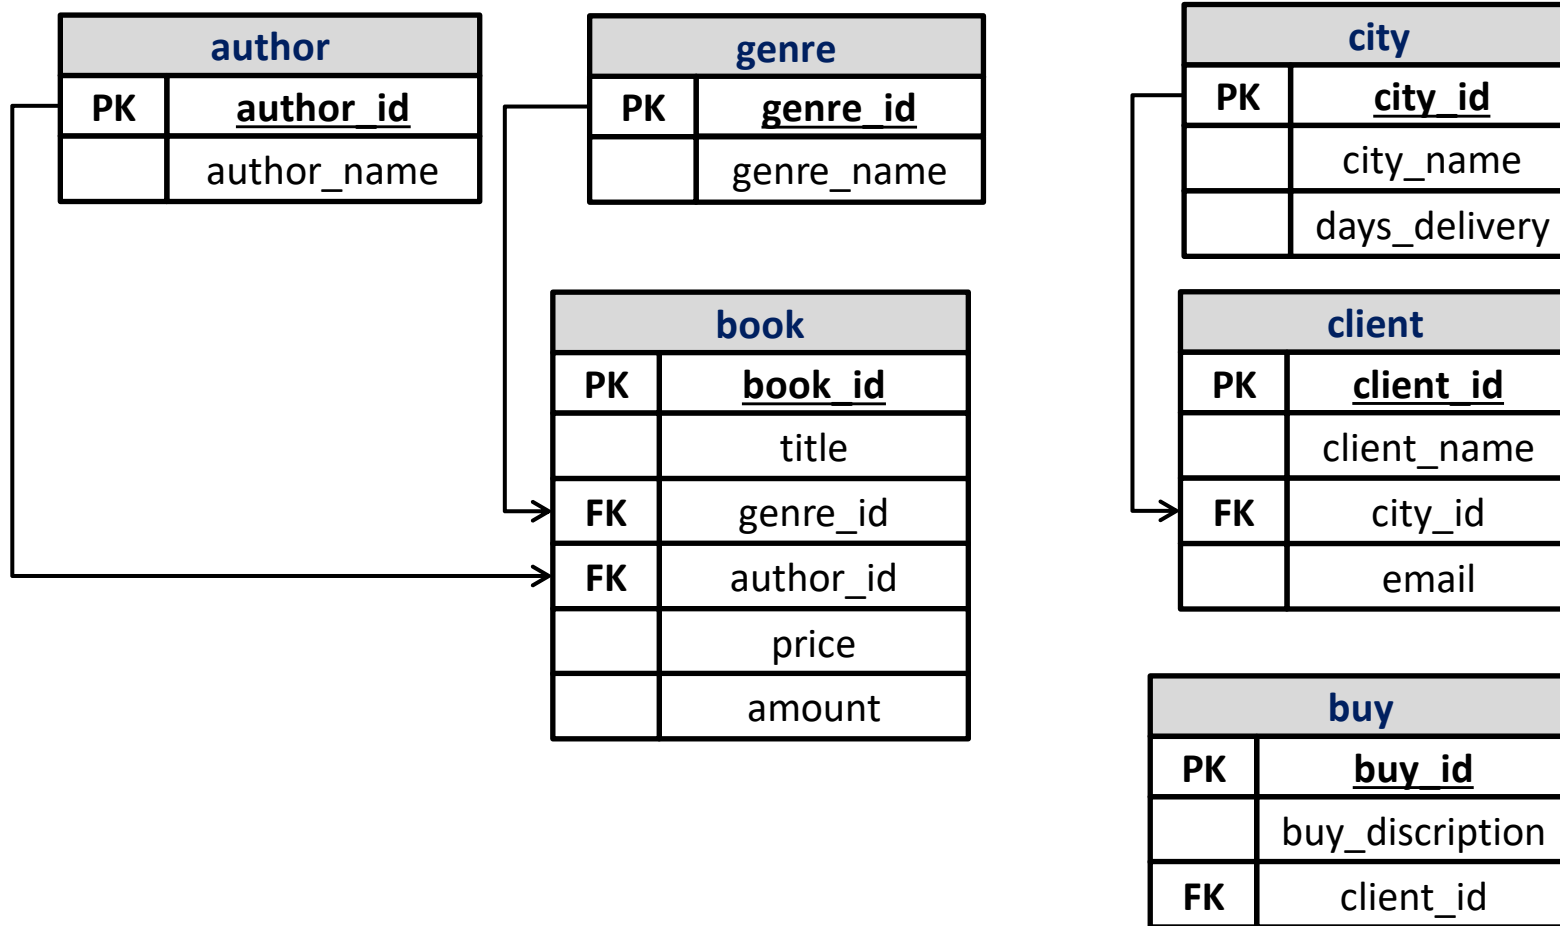 author
PK author_id
author_name
genre
PK genre_id
genre_name
book
PK book_id
title
FK genre_id
FK author_id
price
amount
city
PK city_id
city_name
days_delivery
client
PK client_id
client_name
FK city_id
email
buy
PK buy_id
buy_discription
FK client_id